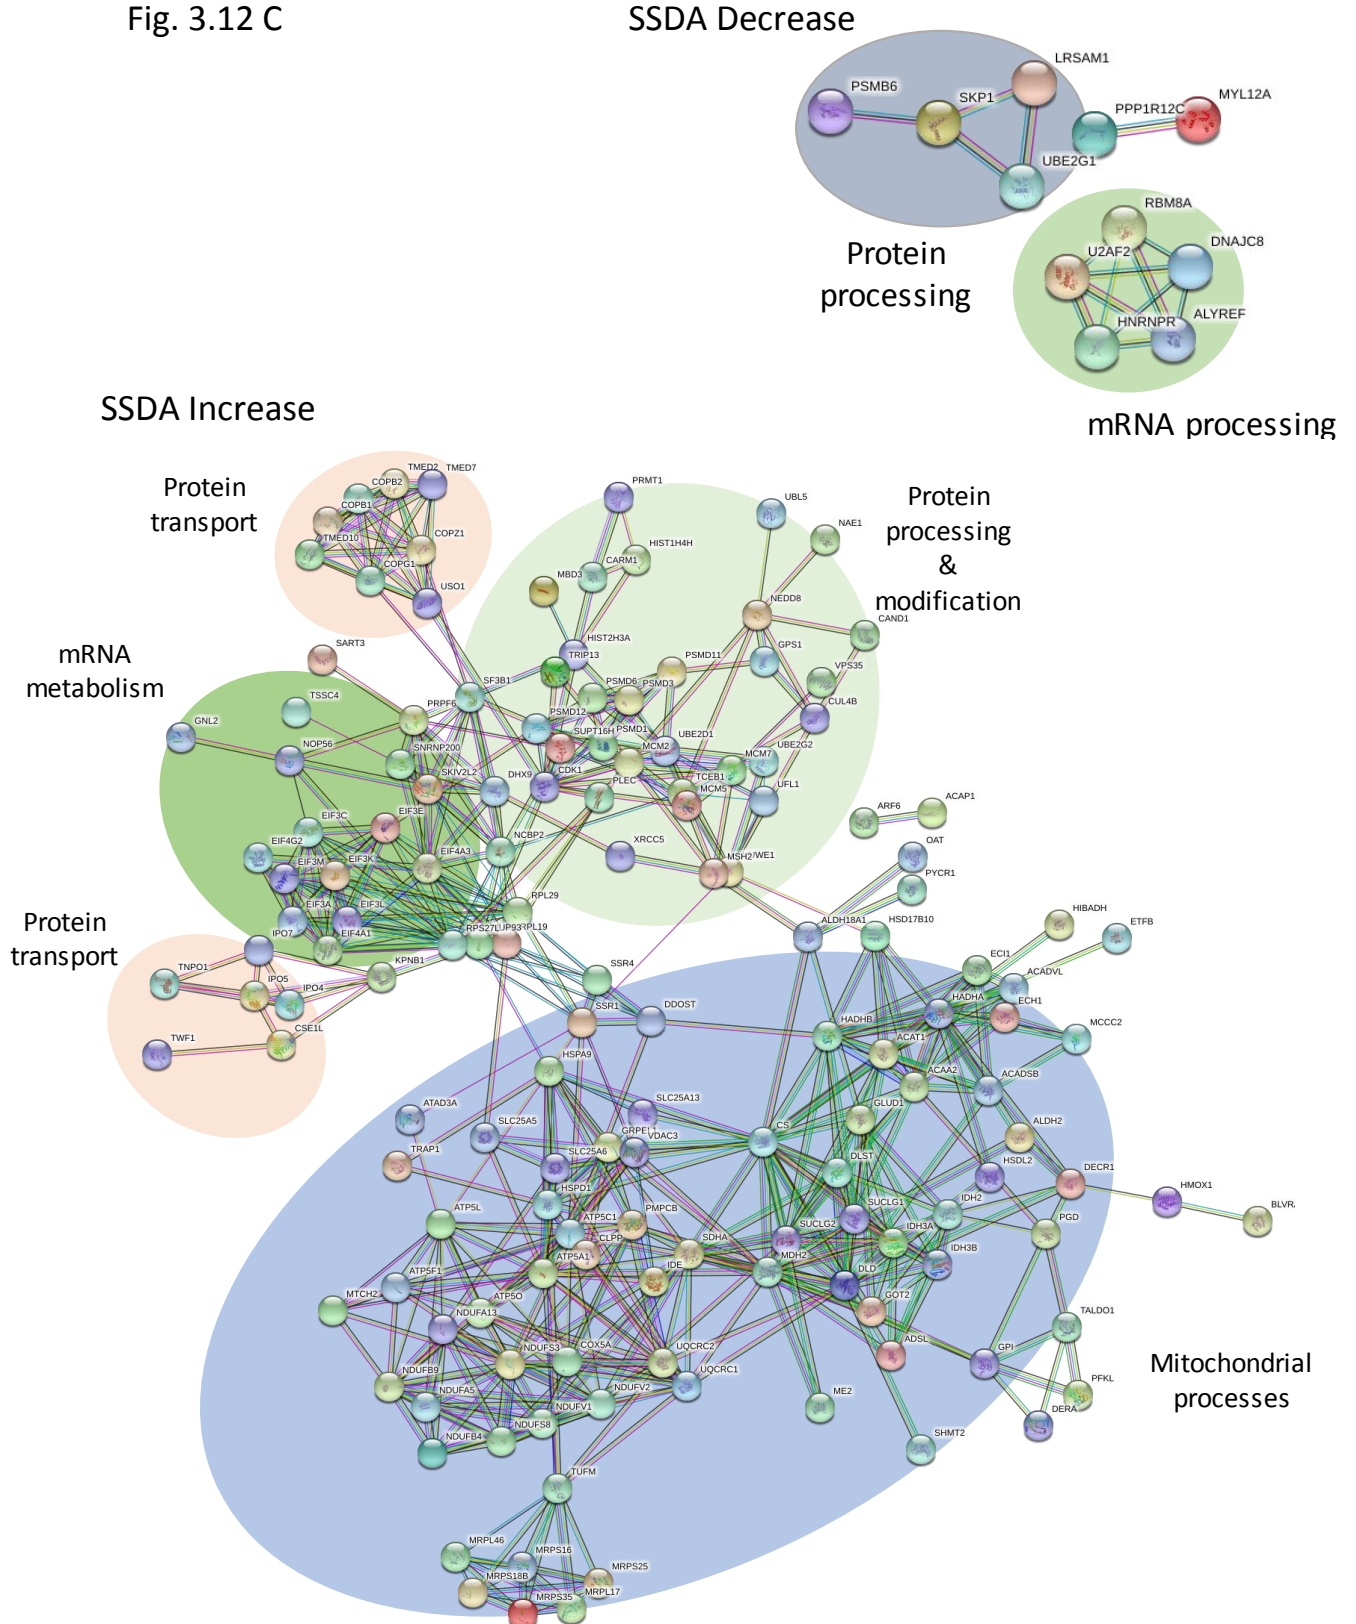 Fig. 3.12 C
SSDA Decrease
LRSAM1
PSMB6
SKP1
MYL12A
PPP1R12C
UBE2G1
RBM8A
DNAJC8
U2AF2
ALYREF
HNRNPR
Protein
processing
mRNA processing
SSDA Increase
Protein
transport
TMED2
TMED7
COPB2
COPB1
TMED10
COPZ1
COPG1
USO1
PRMT1
UBL5
NAE1
HIST1H4H
CARM1
MBD3
NEDD8
CAND1
Protein
processing
&
modification
HIST2H3A
TRIP13
PSMD11
GPS1
VPS35
PSMD6
PSMD3
CUL4B
SART3
mRNA
metabolism
TSSC4
SF3B1
PRPF6
GNL2
NOP56
SNRNP200
SKIV2L2
PSMD12
SUPT16H
PSMD1
UBE2D1
MCM2
MCM7
UBE2G2
DHX9
CDK1
PLEC
TCEB1
MCM5
UFL1
EIF3C
EIF3E
EIF4G2
EIF3M
EIF3K
EIF4A3
NCBP2
XRCC5
MSH2
WE1
EIF3A
EIF3L
EIF4A1
RPL29
RPS27L
UP93
RPL19
ARF6
ACAP1
OAT
PYCR1
Protein
transport
IPO7
TNPO1
IPO5
IPO4
KPNB1
TWF1
CSE1L
SSR4
SSR1
DDOST
ALDH18A1
HSD17B10
HIBADH
ETFB
ECI1
ACADVL
HADHA
ECH1
HADHB
MCCC2
ACAT1
ACAA2
ACADSB
HSPA9
ATAD3A
SLC25A5
SLC25A13
TRAP1
VDAC3
SLC25A6
CS
GLUD1
ALDH2
DLST
HSDL2
DECR1
HSPD1
ATP5L
ATP5C1
PMPCB
CLPP
SDHA
SUCLG1
SUCLG2
IDH2
IDH3A
IDH3B
PGD
HMOX1
ATP5A1
IDE
MDH2
DLD
GOT2
ATP5F1
MTCH2
ATP5O
NDUFA13
ADSL
GPI
TALDO1
PFKL
DERA
NDUFS3
COX5A
UQCRC2
UQCRC1
NDUFB9
NDUFA5
NDUFV2
NDUFV1
NDUFS8
NDUFB4
ME2
SHMT2
Mitochondrial
processes
TUFM
MRPL46
MRPS16
MRPS25
MRPS18B
MRPL17
MRPS35